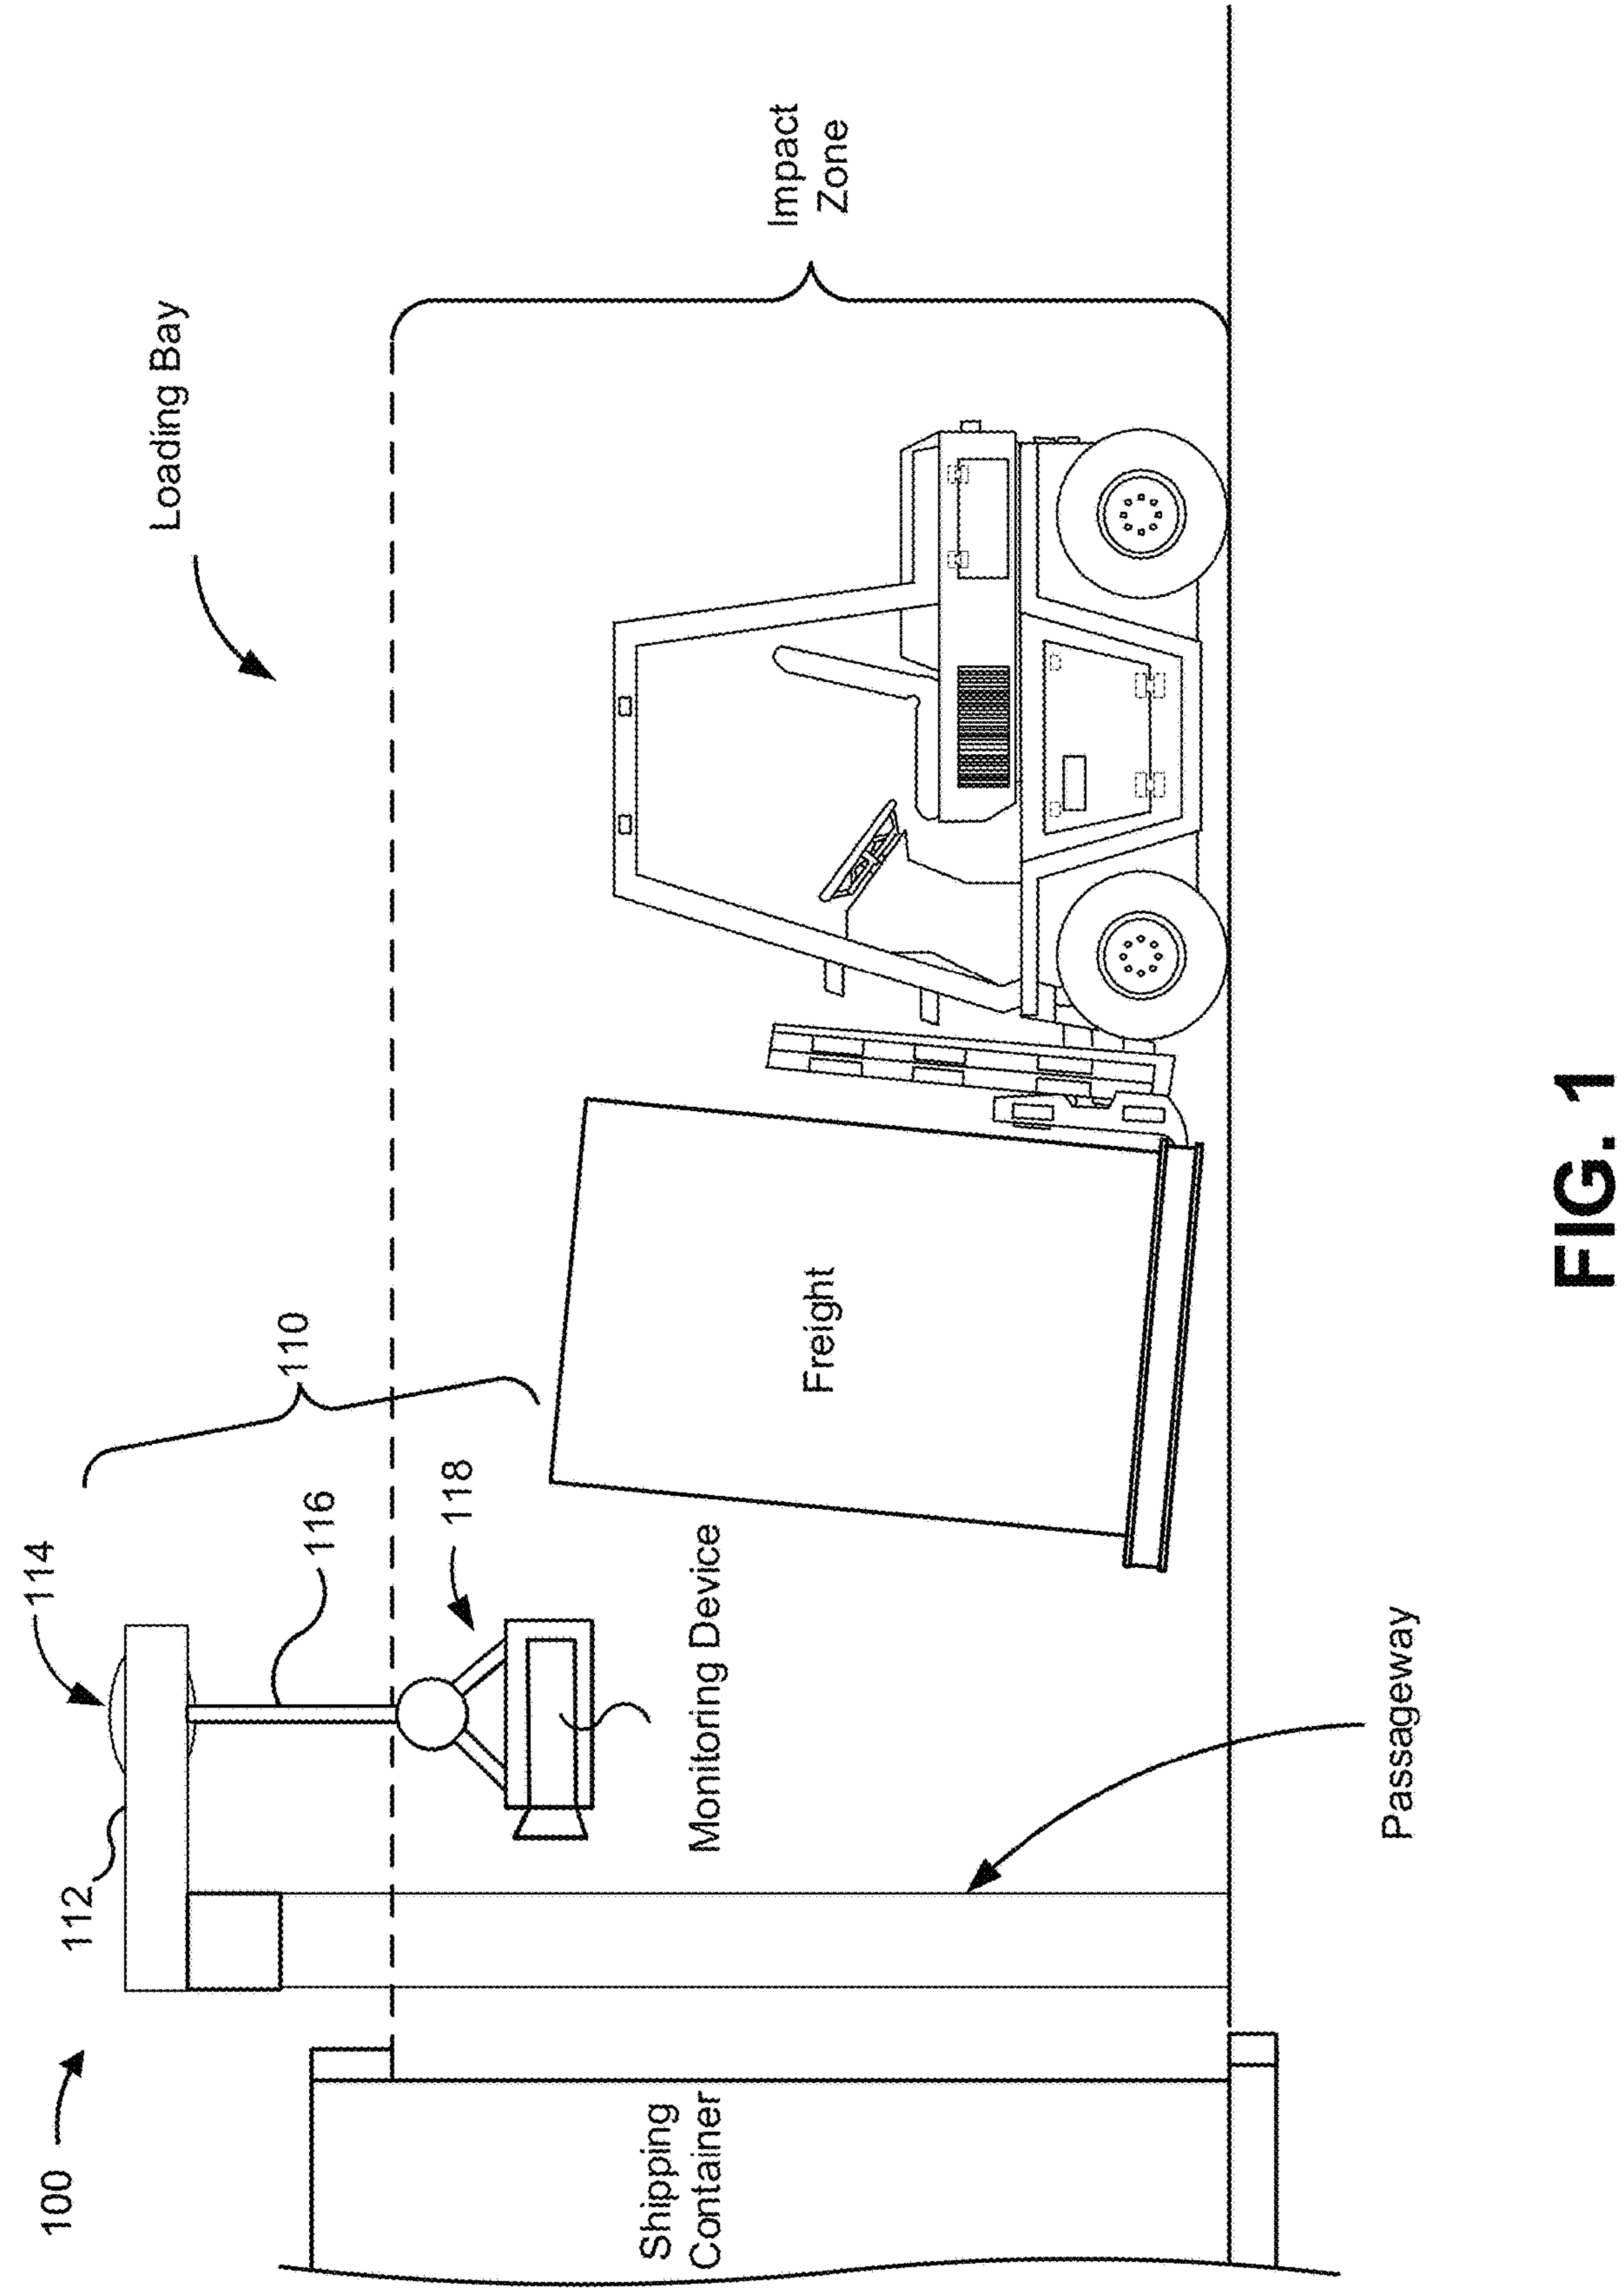 100
112
114
116
110
118
Loading Bay
Impact
Zone
Shipping
Container
Monitoring Device
Freight
Passageway
FIG. 1